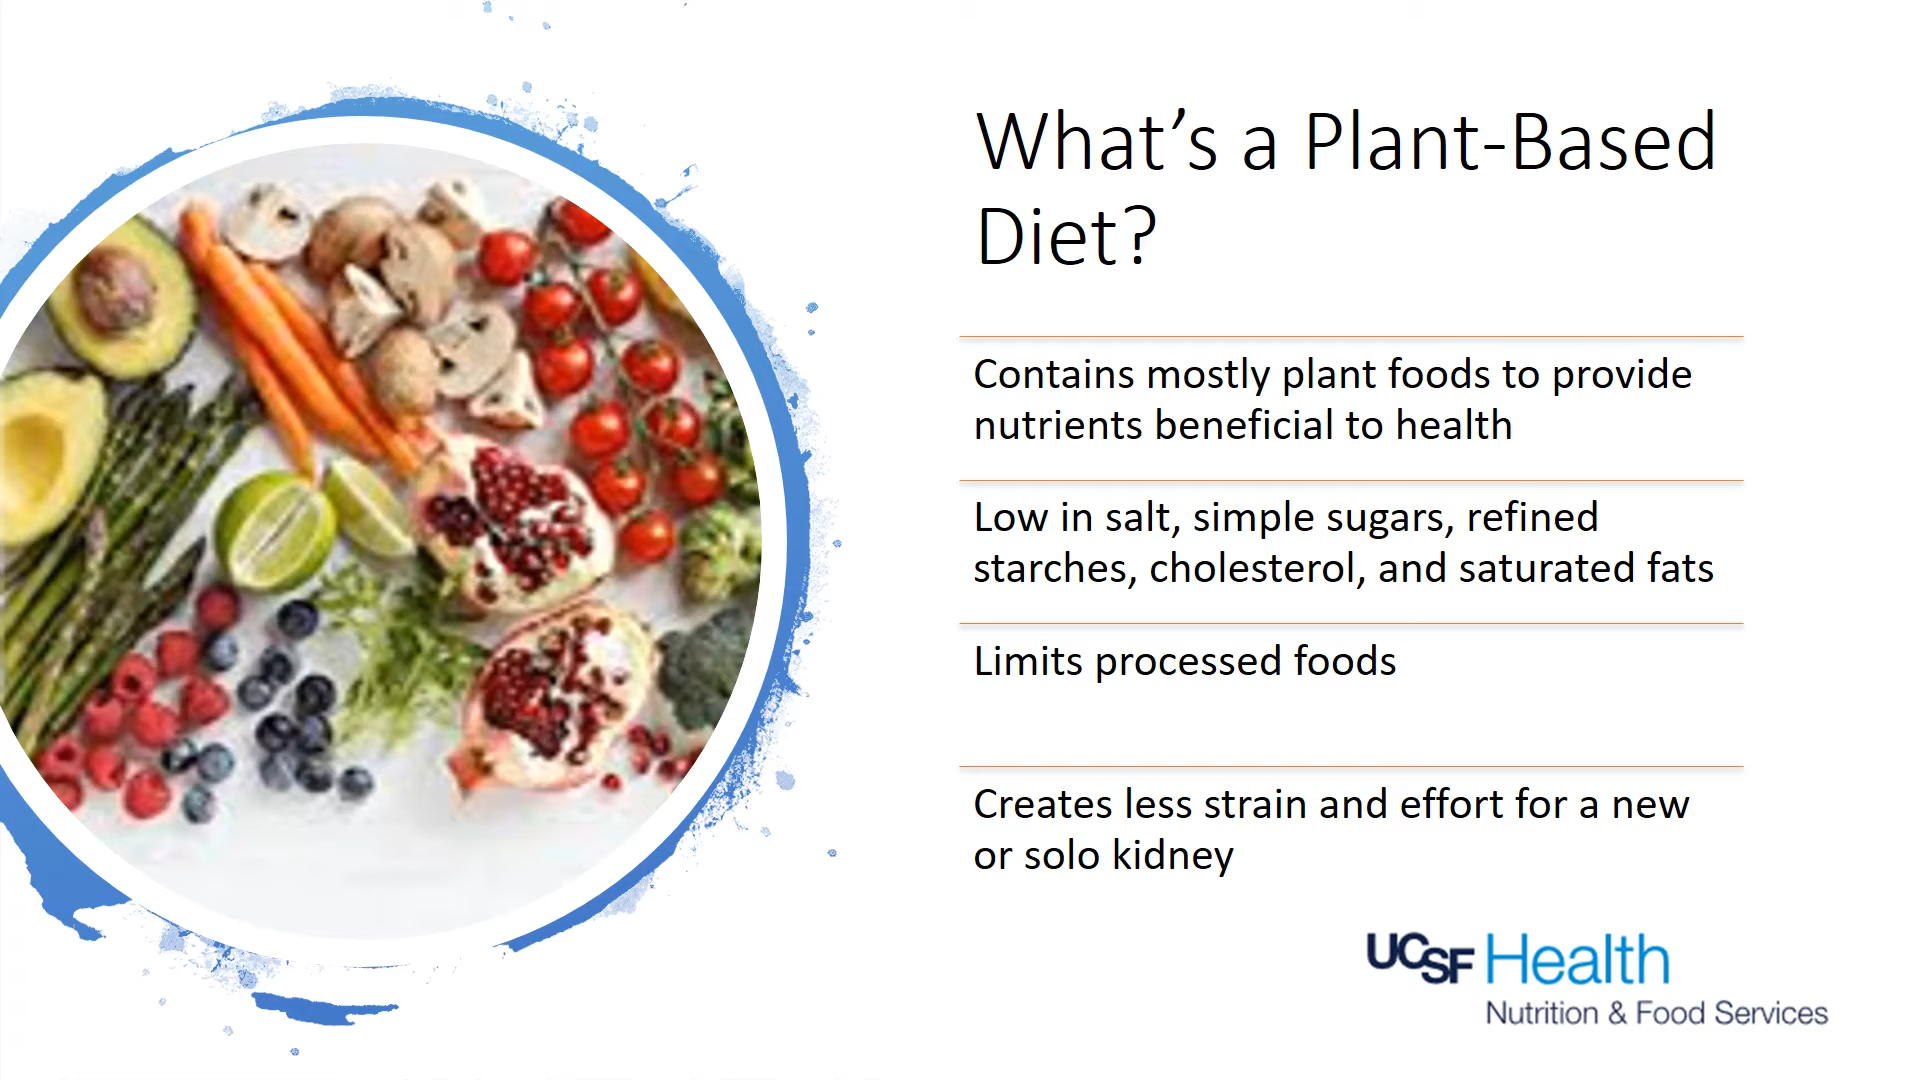 What’s a Plant-Based
Diet?
Contains mostly plant foods to provide
nutrients beneficial to health
Low in salt, simple sugars, refined
starches, cholesterol, and saturated fats
Limits processed foods
Creates less strain and effort for a new
or solo kidney
UCSF Health
Nutrition & Food Services